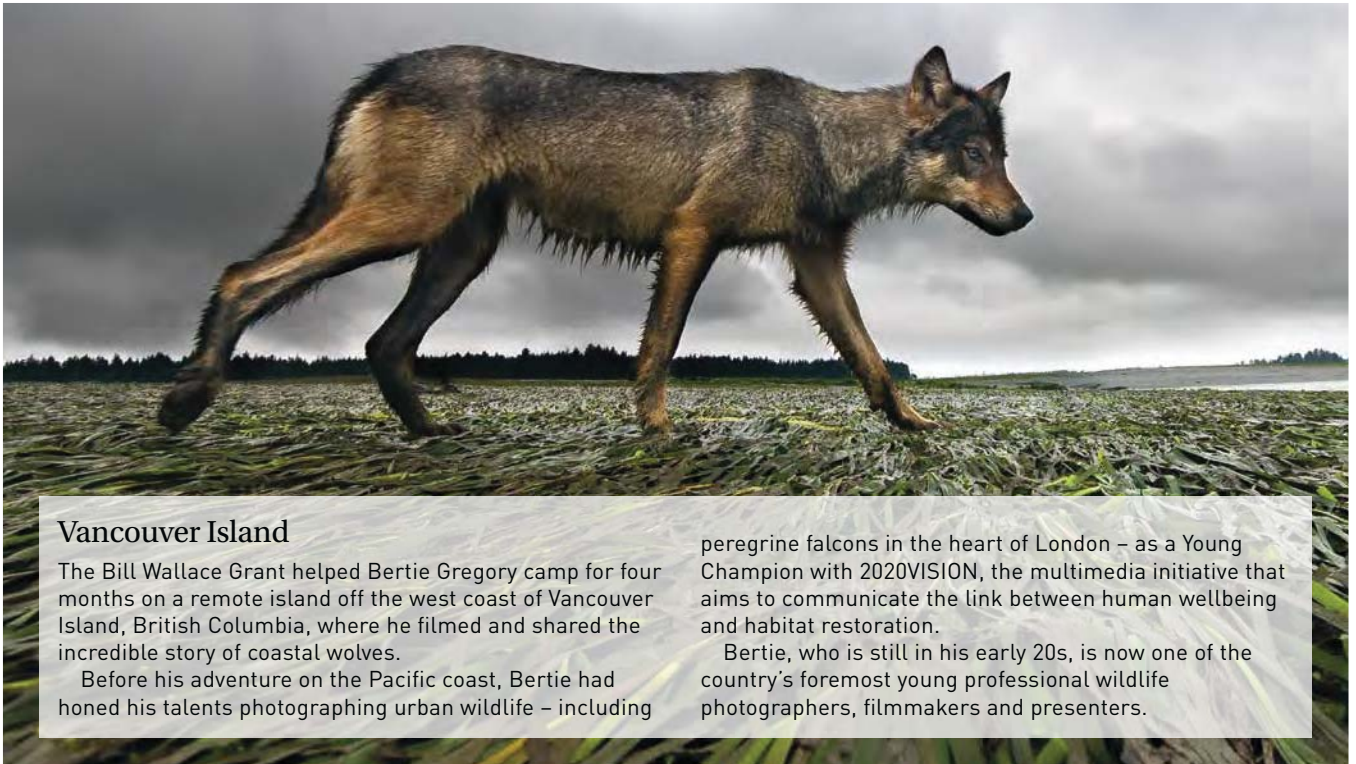 Vancouver Island
The Bill Wallace Grant helped Bertie Gregory camp for four
months on a remote island off the west coast of Vancouver
Island, British Columbia, where he filmed and shared the
incredible story of coastal wolves.
Before his adventure on the Pacific coast, Bertie had
honed his talents photographing urban wildlife – including
peregrine falcons in the heart of London – as a Young
Champion with 2020VISION, the multimedia initiative that
aims to communicate the link between human wellbeing
and habitat restoration.
Bertie, who is still in his early 20s, is now one of the
country's foremost young professional wildlife
photographers, filmmakers and presenters.